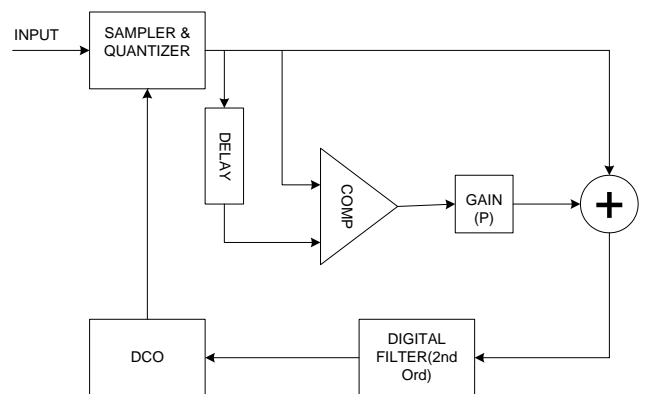 INPUT
SAMPLER &
QUANTIZER
DELAY
COMP
GAIN
(P)
+
DCO
DIGITAL
FILTER(2nd
Ord)